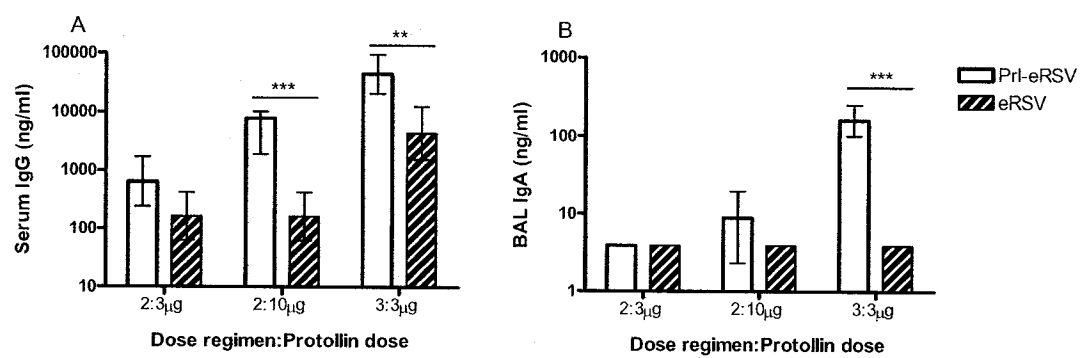 A
Serum IgG (ng/ml)
100000
10000
1000
100
10
***
**
2:3µg 2:10µg 3:3µg
Dose regimen:Protollin dose
B
BAL IgA (ng/ml)
1000
100
10
1
***
2:3µg 2:10µg 3:3µg
Dose regimen:Protollin dose
Prl-eRSV
eRSV